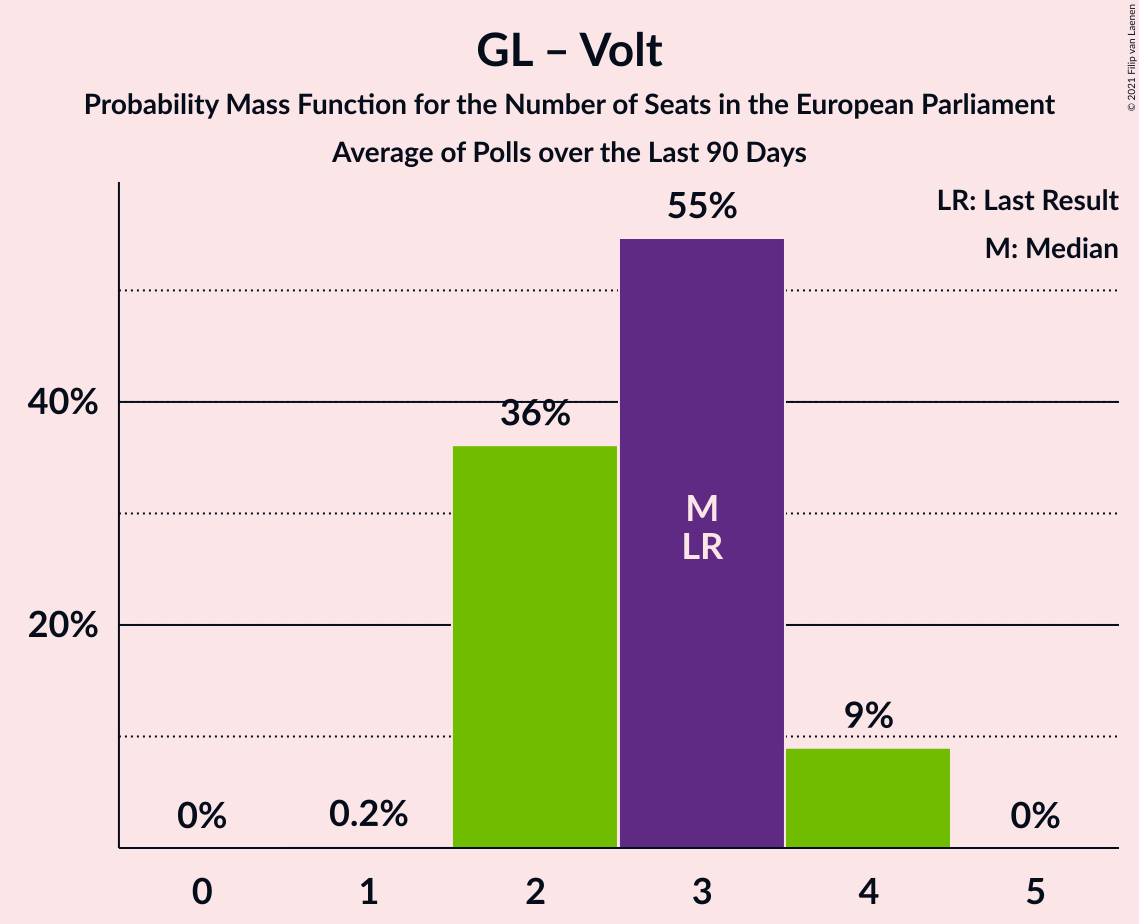 GL – Volt
Probability Mass Function for the Number of Seats in the European Parliament
Average of Polls over the Last 90 Days
© 2021 Filip van Laenen
LR: Last Result
M: Median
55%
40%
36%
M
LR
20%
9%
0%
0.2%
0%
0
1
2
3
4
5